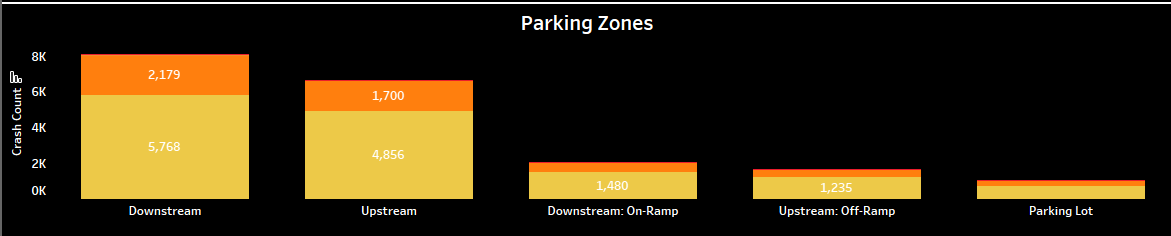 Parking Zones
Crash Count
8K
6K
4K
2K
0K
2,179
5,768
1,700
4,856
1,480
1,235
Downstream
Upstream
Downstream: On-Ramp
Upstream: Off-Ramp
Parking Lot